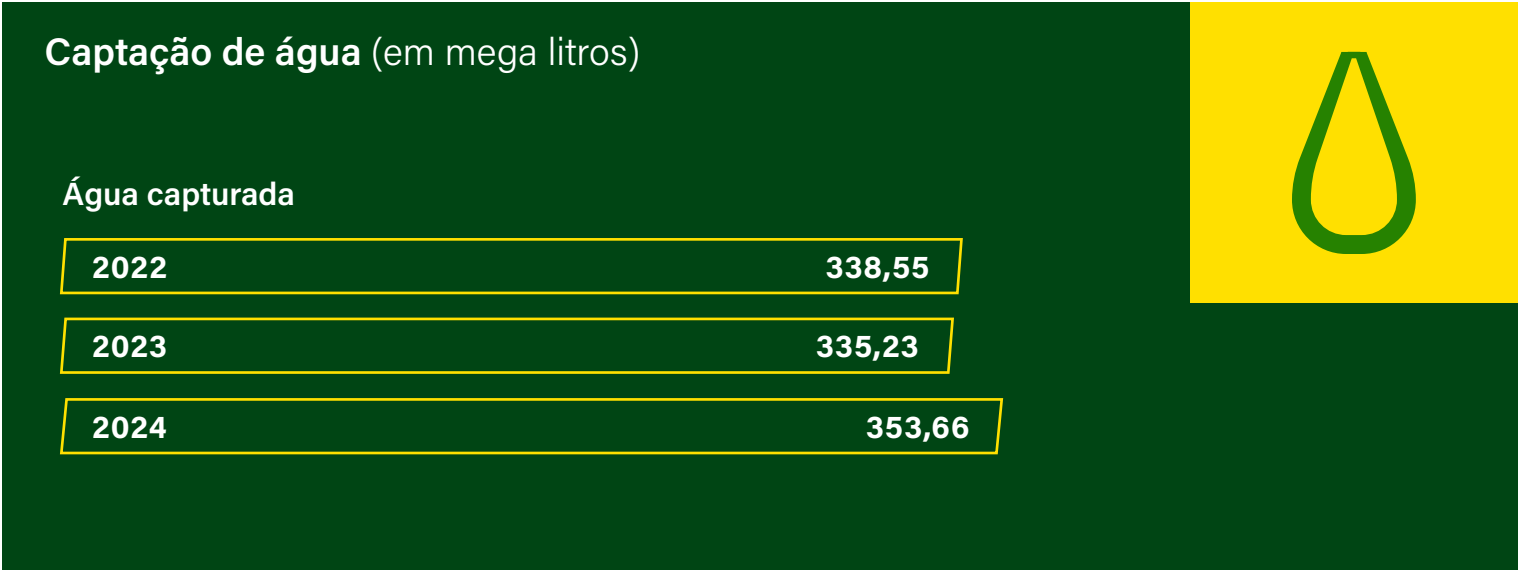 Captação de água (em mega litros)
Água capturada
2022 338,55
2023 335,23
2024 353,66